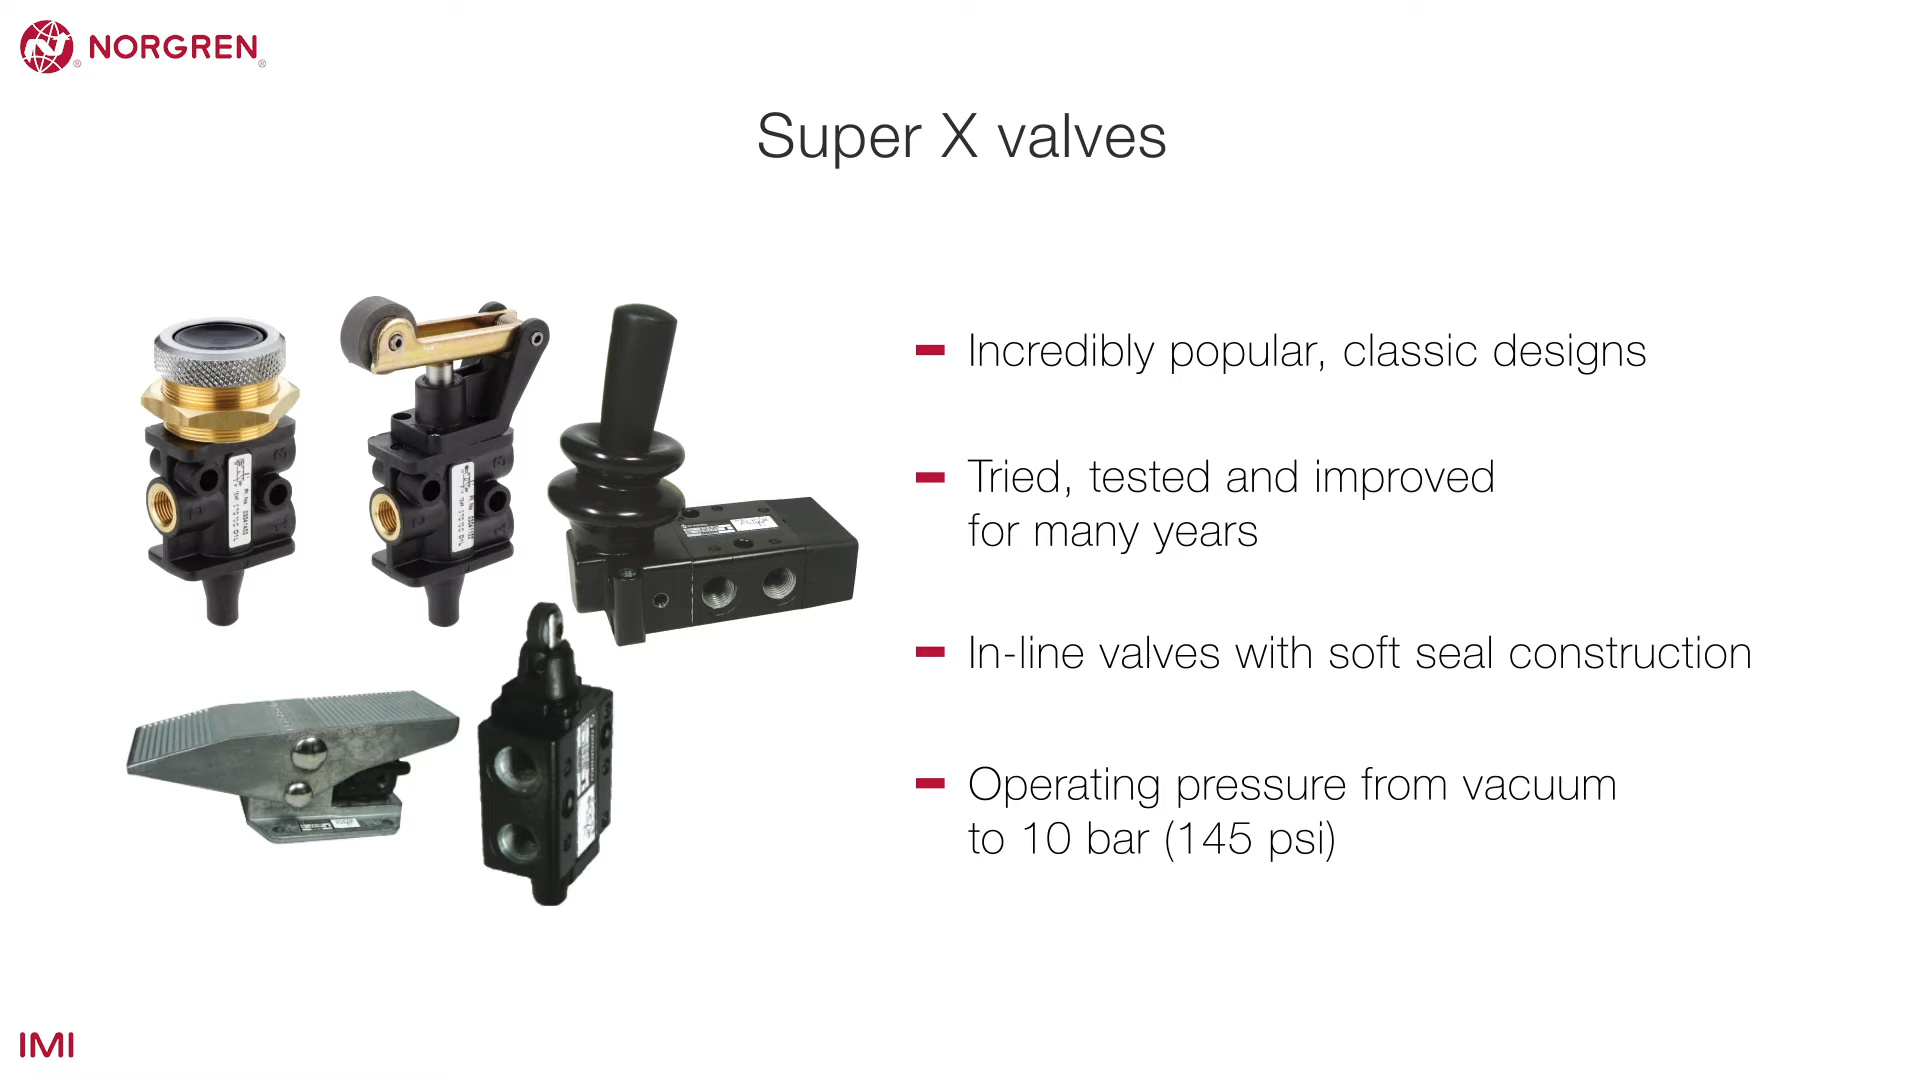 NORGREN
Super X valves
Incredibly popular, classic designs
Tried, tested and improved
for many years
In-line valves with soft seal construction
Operating pressure from vacuum
to 10 bar (145 psi)
IMI